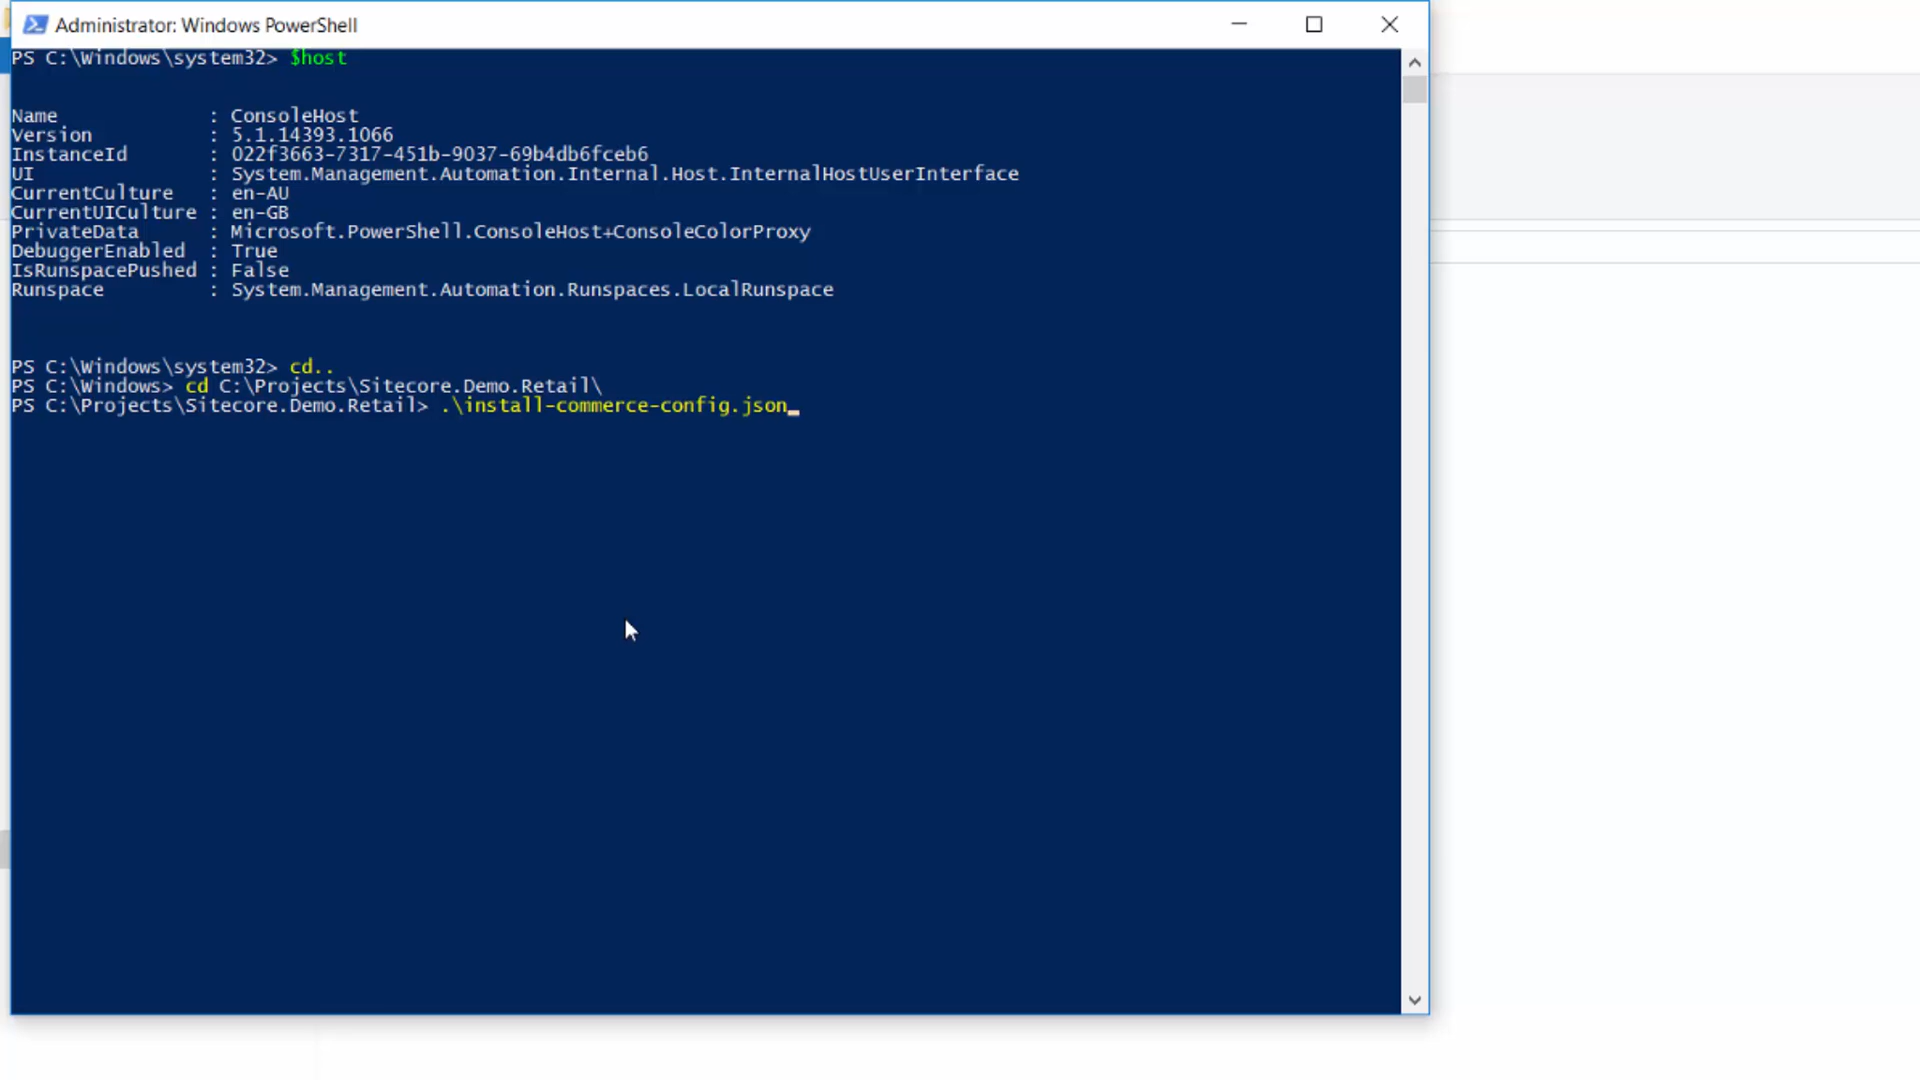 Administrator: Windows PowerShell
PS C:\Windows\system32> $host
Name : ConsoleHost
Version : 5.1.14393.1066
InstanceId : 022f3663-7317-451b-9037-69b4db6fceb6
UI : System.Management.Automation.Internal.Host.InternalHostUserInterface
CurrentCulture : en-AU
CurrentUICulture : en-GB
PrivateData : Microsoft.PowerShell.ConsoleHost+ConsoleColorProxy
DebuggerEnabled : True
IsRunspacePushed : False
Runspace : System.Management.Automation.Runspaces.LocalRunspace
PS C:\Windows\system32> cd..
PS C:\Windows> cd C:\Projects\Sitecore.Demo.Retail\
PS C:\Projects\Sitecore.Demo.Retail> .\install-commerce-config.json